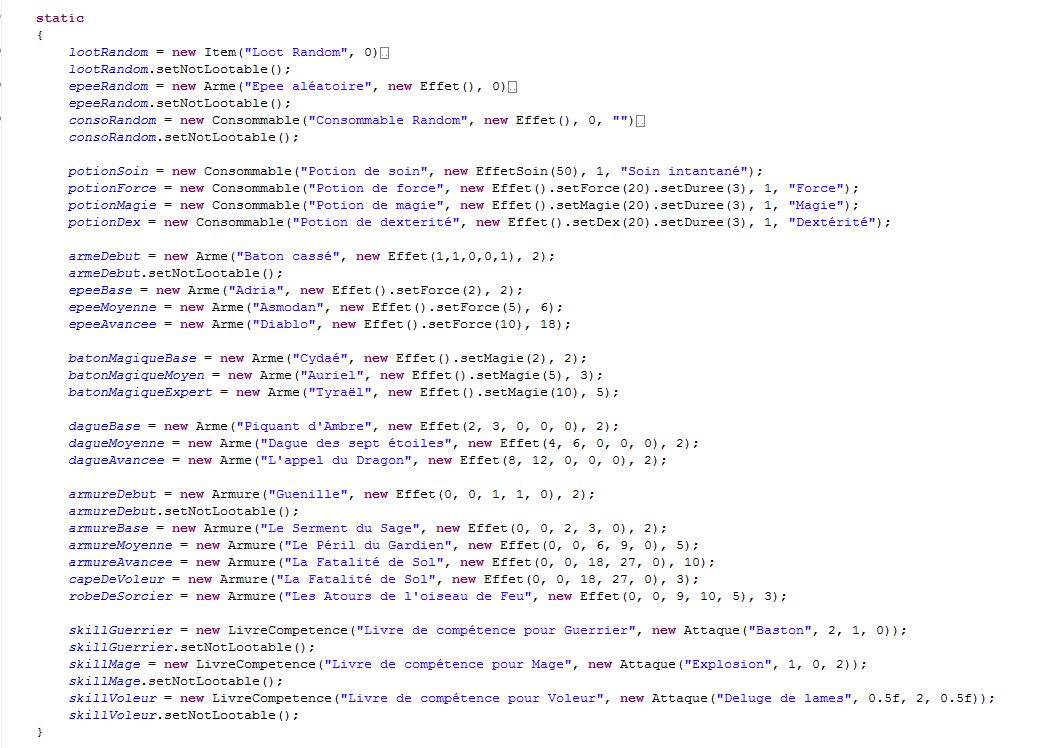 static
{
lootRandom = new Item("Loot Random", 0)
lootRandom.setNotLootable();
epeeRandom = new Arme("Epee aléatoire", new Effet(), 0)
epeeRandom.setNotLootable();
consoRandom = new Consommable("Consommable Random", new Effet(), 0, "")
consoRandom.setNotLootable();
potionSoin = new Consommable("Potion de soin", new EffetSoin(50), 1, "Soin intantané");
potionForce = new Consommable("Potion de force", new Effet().setForce(20).setDuree(3), 1, "Force");
potionMagie = new Consommable("Potion de magie", new Effet().setMagie(20).setDuree(3), 1, "Magie");
potionDex = new Consommable("Potion de dexterité", new Effet().setDex(20).setDuree(3), 1, "Dextérité");
armeDebut = new Arme("Baton cassé", new Effet(1,1,0,0,1), 2);
armeDebut.setNotLootable();
epeeBase = new Arme("Adria", new Effet().setForce(2), 2);
epeeMoyenne = new Arme("Asmodan", new Effet().setForce(5), 6);
epeeAvancee = new Arme("Diablo", new Effet().setForce(10), 18);
batonMagiqueBase = new Arme("Cydaé", new Effet().setMagie(2), 2);
batonMagiqueMoyen = new Arme("Auriel", new Effet().setMagie(5), 3);
batonMagiqueExpert = new Arme("Tyraël", new Effet().setMagie(10), 5);
dagueBase = new Arme("Piquant d'Ambre", new Effet(2, 3, 0, 0, 0), 2);
dagueMoyenne = new Arme("Dague des sept étoiles", new Effet(4, 6, 0, 0, 0), 2);
dagueAvancee = new Arme("L'appel du Dragon", new Effet(8, 12, 0, 0, 0), 2);
armureDebut = new Armure("Guenille", new Effet(0, 0, 1, 1, 0), 2);
armureDebut.setNotLootable();
armureBase = new Armure("Le Serment du Sage", new Effet(0, 0, 2, 3, 0), 2);
armureMoyenne = new Armure("Le Péril du Gardien", new Effet(0, 0, 6, 9, 0), 5);
armureAvancee = new Armure("La Fatalité de Sol", new Effet(0, 0, 18, 27, 0), 10);
capeDeVoleur = new Armure("La Fatalité de Sol", new Effet(0, 0, 18, 27, 0), 3);
robeDeSorcier = new Armure("Les Atours de l'oiseau de Feu", new Effet(0, 0, 9, 10, 5), 3);
skillGuerrier = new LivreCompetence("Livre de compétence pour Guerrier", new Attaque("Baston", 2, 1, 0));
skillGuerrier.setNotLootable();
skillMage = new LivreCompetence("Livre de compétence pour Mage", new Attaque("Explosion", 1, 0, 2));
skillMage.setNotLootable();
skillVoleur = new LivreCompetence("Livre de compétence pour Voleur", new Attaque("Deluge de lames", 0.5f, 2, 0.5f));
skillVoleur.setNotLootable();
}